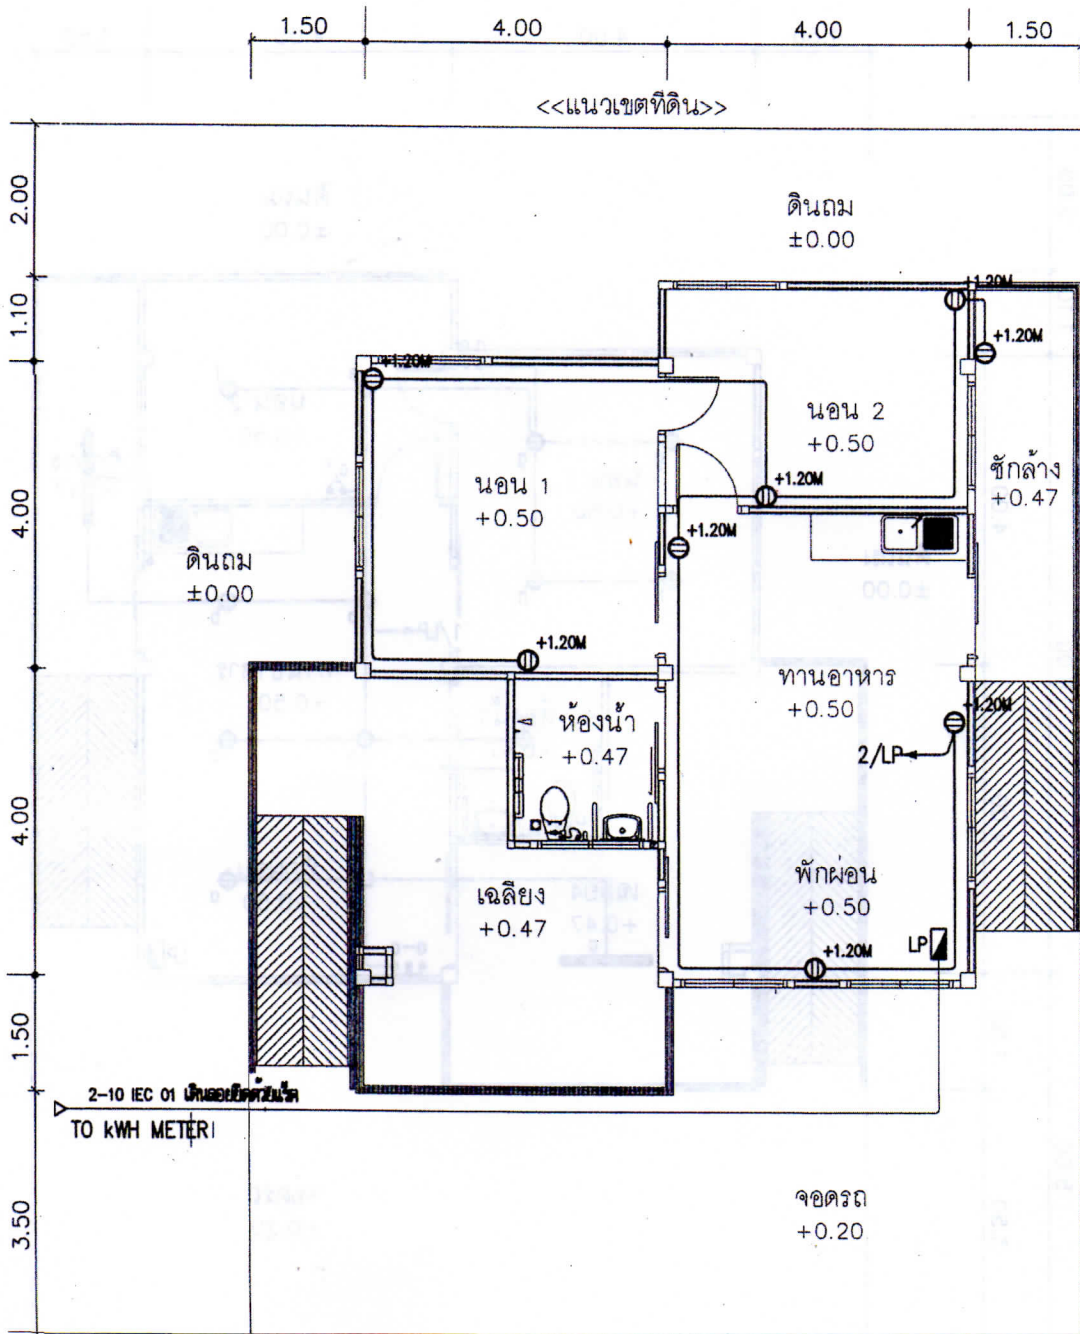 1.50
4.00
4.00
1.50
<<แนวเขตที่ดิน>>
2.00
ดินถม
±0.00
1.10
+1.20M
+1.20M
+1.20M
นอน 2
+0.50
ซักล้าง
+0.47
นอน 1
+0.50
+1.20M
4.00
+1.20M
ดินถม
±0.00
+1.20M
ทานอาหาร
+0.50
+1.20M
ห้องน้ำ
+0.47
2/LP
4.00
พักผ่อน
+0.50
เฉลียง
+0.47
LP
+1.20M
1.50
2-10 IEC 01
TO kWH METER
3.50
จอดรถ
+0.20